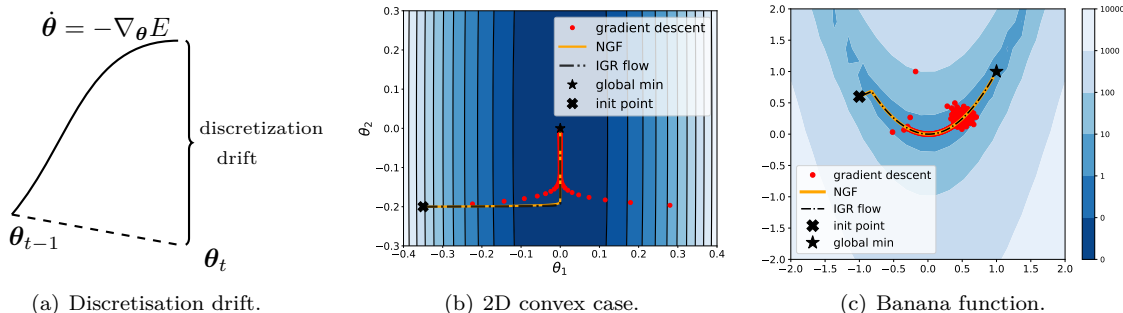 θ̇ = −∇_θ E
discretization
drift
θ_{t−1}
θ_t
(a) Discretisation drift.
0.3
0.2
0.1
0.0
−0.1
−0.2
−0.3
θ₂
gradient descent
NGF
IGR flow
global min
init point
−0.4 −0.3 −0.2 −0.1 0.0 0.1 0.2 0.3 0.4
θ₁
(b) 2D convex case.
2.0
1.5
1.0
0.5
0.0
−0.5
−1.0
−1.5
−2.0
gradient descent
NGF
IGR flow
init point
global min
−2.0 −1.5 −1.0 −0.5 0.0 0.5 1.0 1.5 2.0
1000
100
10
1
0
0
(c) Banana function.